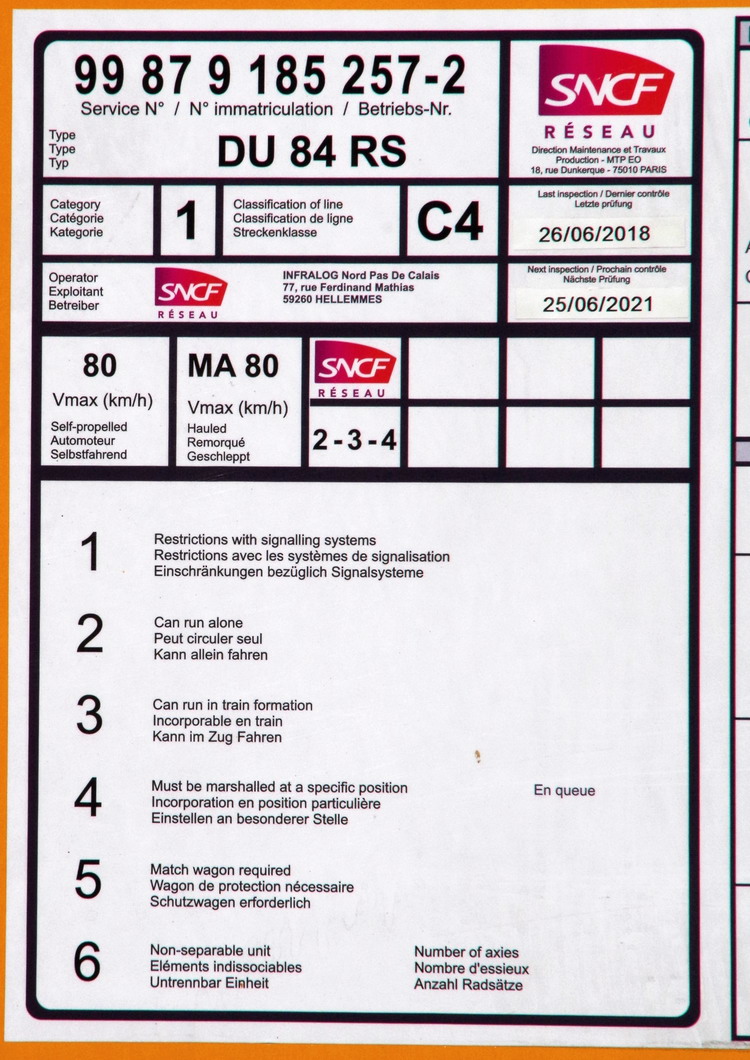 99 87 9 185 257-2
Service N° / N° immatriculation / Betriebs-Nr.
Type
Type
Typ
DU 84 RS
SNCF
RÉSEAU
Direction Maintenance et Travaux
Production - MTP EO
18, rue Dunkerque - 75010 PARIS
Category
Catégorie
Kategorie
1
Classification of line
Classification de ligne
Streckenklasse
C4
Last inspection / Dernier contrôle
Letzte prüfung
26/06/2018
Operator
Exploitant
Betreiber
SNCF
RÉSEAU
INFRALOG Nord Pas De Calais
77, rue Ferdinand Mathias
59260 HELLEMMES
Next inspection / Prochain contrôle
Nächste Prüfung
25/06/2021
80
Vmax (km/h)
Self-propelled
Automoteur
Selbstfahrend
MA 80
Vmax (km/h)
Hauled
Remorqué
Geschleppt
SNCF
RÉSEAU
2-3-4
1
Restrictions with signalling systems
Restrictions avec les systèmes de signalisation
Einschränkungen bezüglich Signalsysteme
2
Can run alone
Peut circuler seul
Kann allein fahren
3
Can run in train formation
Incorporable en train
Kann im Zug Fahren
4
Must be marshalled at a specific position
Incorporation en position particulière
Einstellen an besonderer Stelle
En queue
5
Match wagon required
Wagon de protection nécessaire
Schutzwagen erforderlich
6
Non-separable unit
Eléments indissociables
Untrennbar Einheit
Number of axies
Nombre d'essieux
Anzahl Radsätze